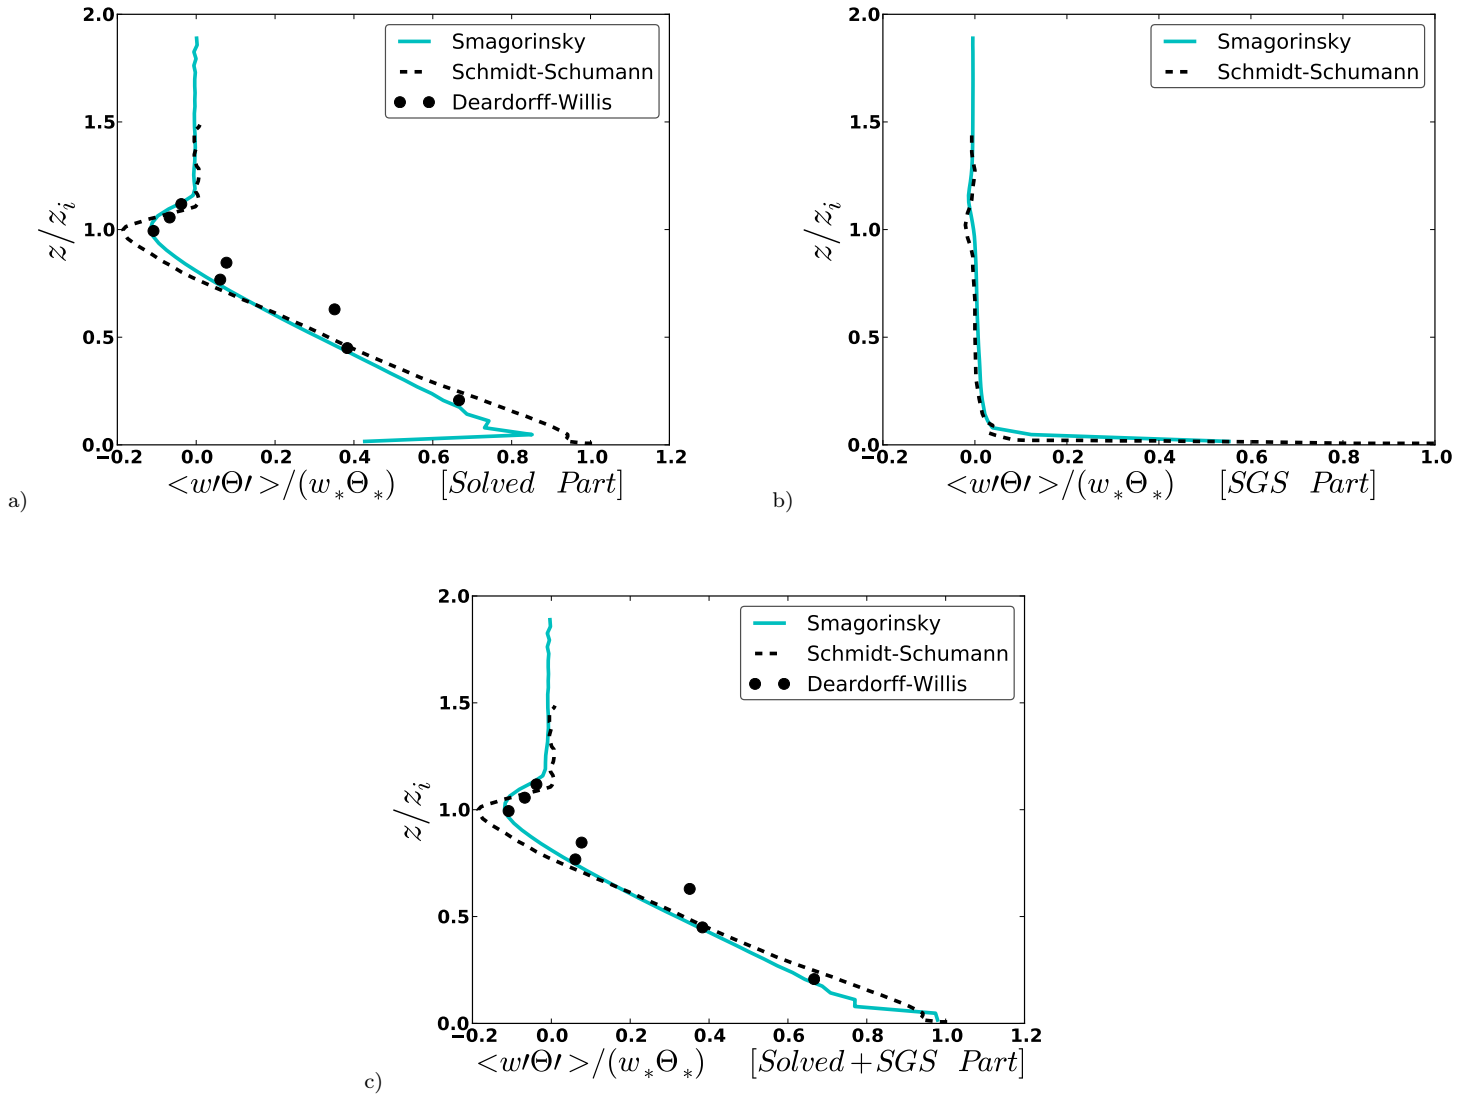 2.0
1.5
1.0
0.5
0.0
z/z_i
−0.2 0.0 0.2 0.4 0.6 0.8 1.0 1.2
<w′Θ′>/(w_*Θ_*) [Solved Part]
Smagorinsky
Schmidt-Schumann
Deardorff-Willis
a)
2.0
1.5
1.0
0.5
0.0
z/z_i
−0.2 0.0 0.2 0.4 0.6 0.8 1.0
<w′Θ′>/(w_*Θ_*) [SGS Part]
Smagorinsky
Schmidt-Schumann
b)
2.0
1.5
1.0
0.5
0.0
z/z_i
−0.2 0.0 0.2 0.4 0.6 0.8 1.0 1.2
<w′Θ′>/(w_*Θ_*) [Solved+SGS Part]
Smagorinsky
Schmidt-Schumann
Deardorff-Willis
c)